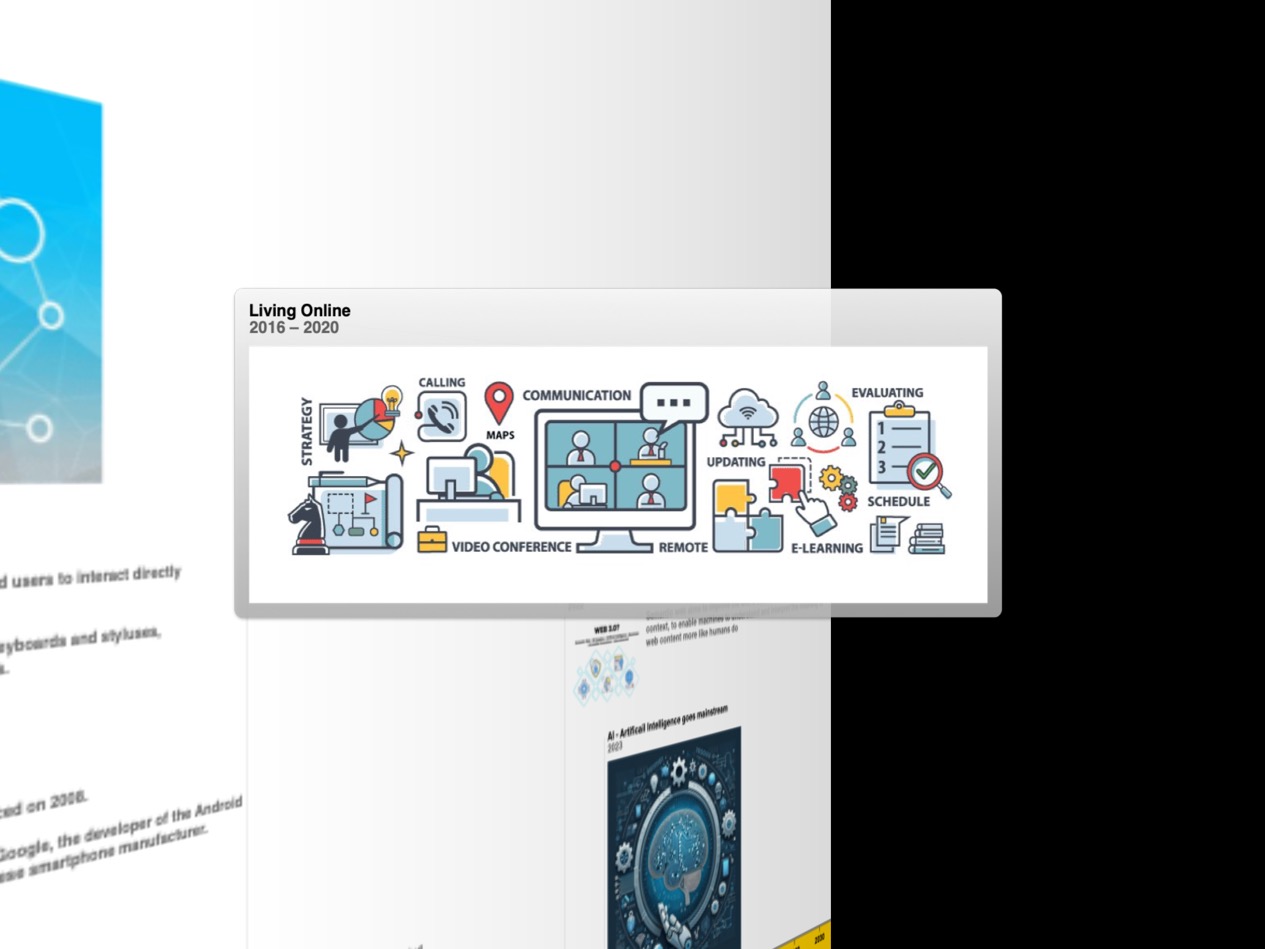 Living Online
2016 – 2020
STRATEGY
CALLING
MAPS
COMMUNICATION
EVALUATING
1
2
3
UPDATING
SCHEDULE
VIDEO CONFERENCE
REMOTE
E-LEARNING
d users to interact directly
eyboards and styluses,
ced on 2008.
Google, the developer of the Android
ese smartphone manufacturer.
WEB 3.0?
context, to enable machines to
web content more like humans do
AI - Artificail Intelligence goes mainstream
2023